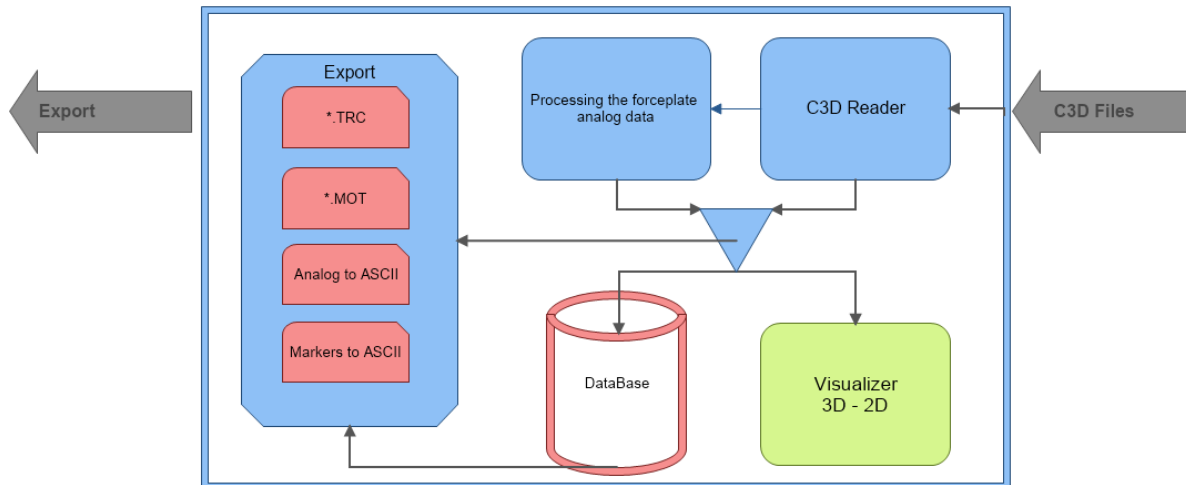 Export
Export
*.TRC
*.MOT
Analog to ASCII
Markers to ASCII
Processing the forceplate
analog data
C3D Reader
C3D Files
DataBase
Visualizer
3D - 2D